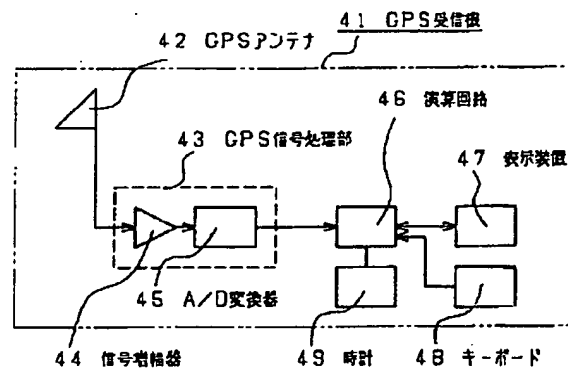 41 GPS受信機
42 GPSアンテナ
46 演算回路
43 GPS信号処理部
47 表示装置
45 A/D変換器
44 信号増幅器
49 時計
48 キーボード